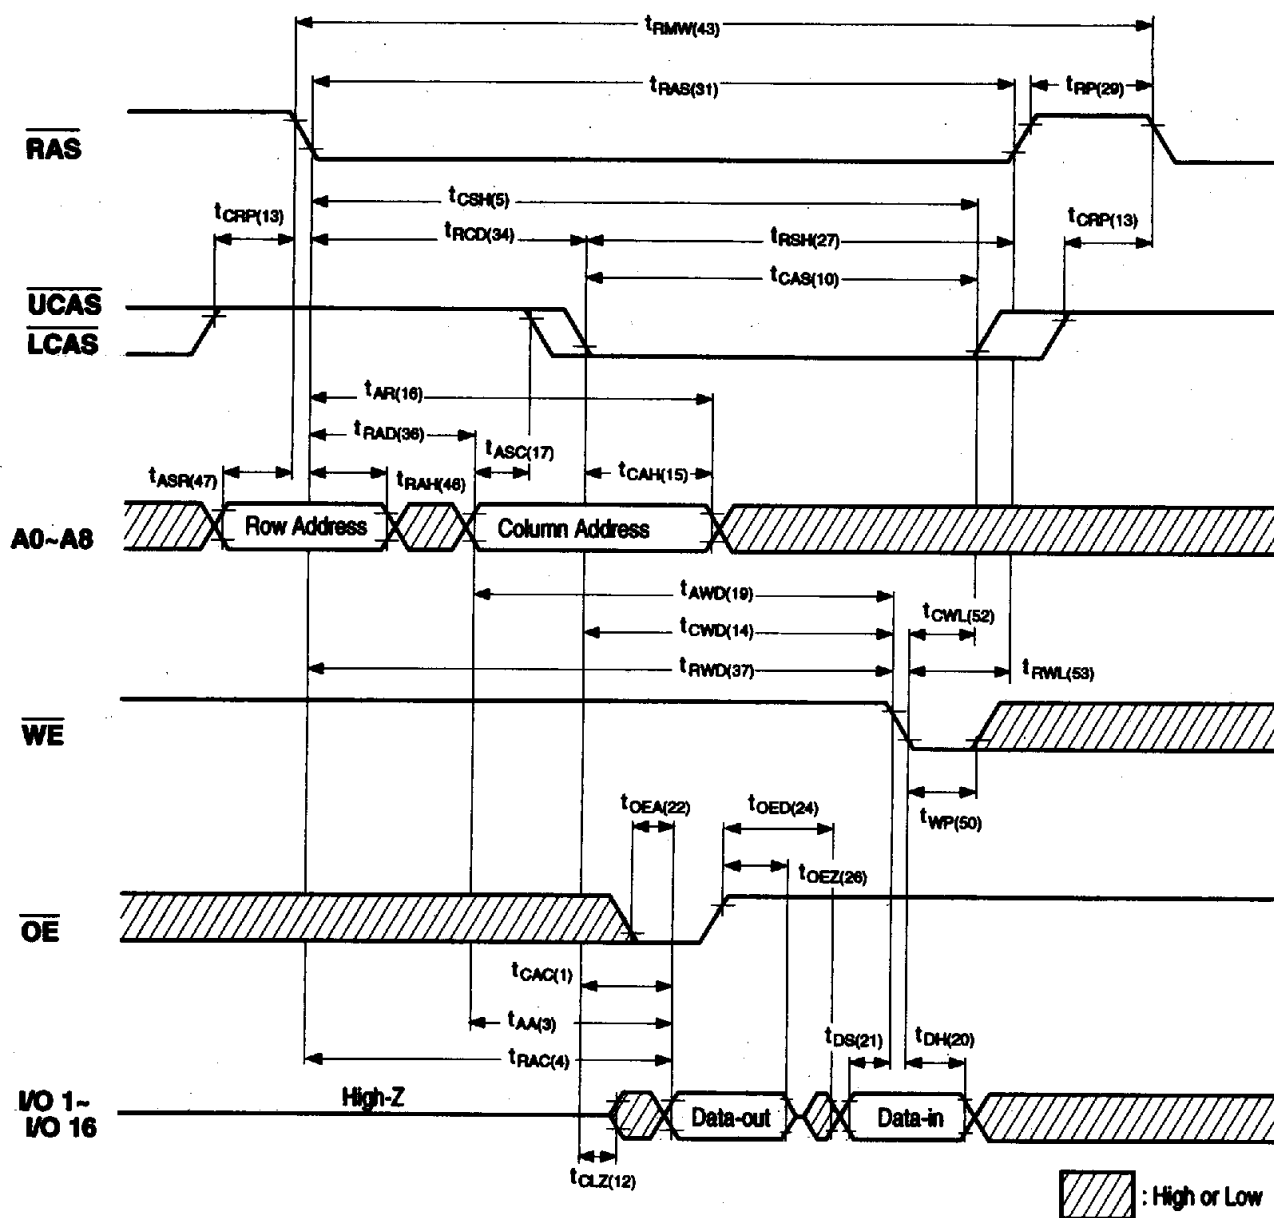 tRMW(43)
tRAS(31)
tRP(29)
RAS
tCSH(5)
tCRP(13)
tRCD(34)
tRSH(27)
tCRP(13)
tCAS(10)
UCAS
LCAS
tAR(16)
tRAD(36)
tASC(17)
tASR(47)
tRAH(46)
tCAH(15)
A0~A8
Row Address
Column Address
tAWD(19)
tCWL(52)
tCWD(14)
tRWD(37)
tRWL(53)
WE
tOEA(22)
tOED(24)
tWP(50)
tOEZ(26)
OE
tCAC(1)
tAA(3)
tDS(21)
tDH(20)
tRAC(4)
I/O 1~
I/O 16
High-Z
Data-out
Data-in
tCLZ(12)
: High or Low